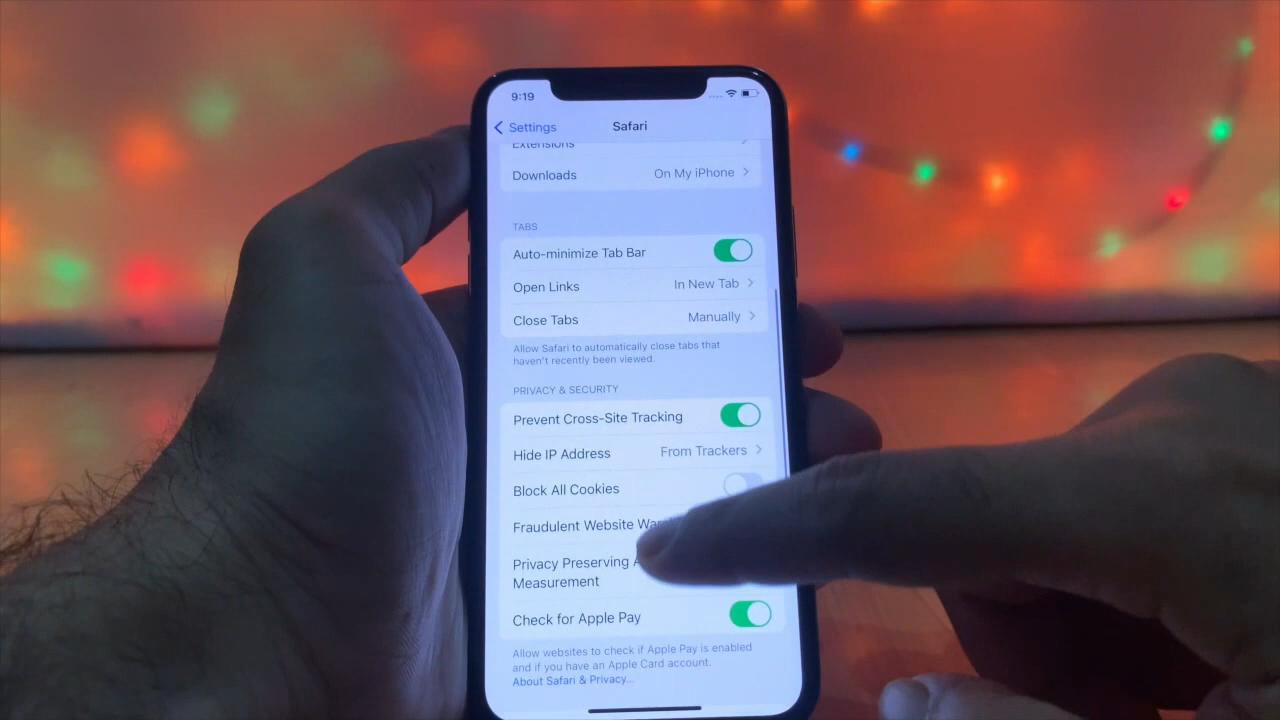 9:19
Settings
Safari
Extensions
Downloads
On My iPhone
TABS
Auto-minimize Tab Bar
Open Links
In New Tab
Close Tabs
Manually
Allow Safari to automatically close tabs that
haven't recently been viewed.
PRIVACY & SECURITY
Prevent Cross-Site Tracking
Hide IP Address
From Trackers
Block All Cookies
Fraudulent Website
Privacy Preserving
Measurement
Check for Apple Pay
Allow websites to check if Apple Pay is enabled
and if you have an Apple Card account.
About Safari & Privacy...